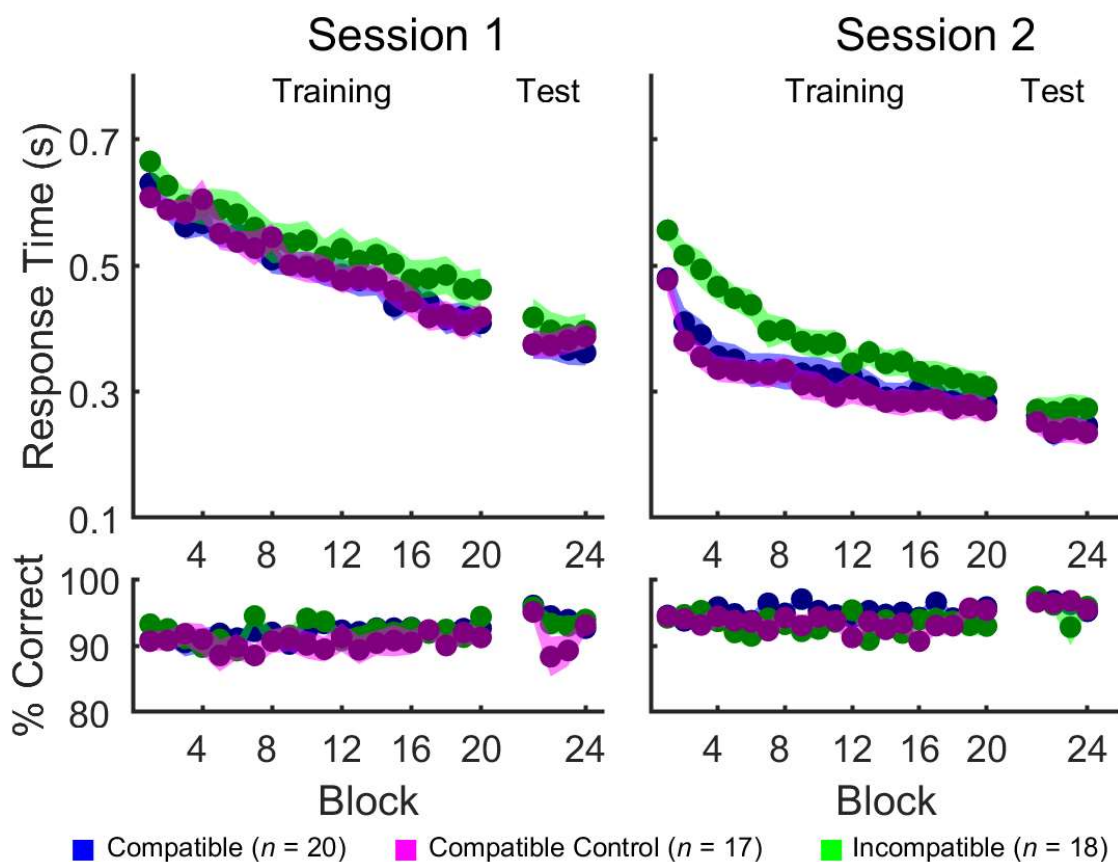 Session 1
Session 2
Training
Test
Training
Test
Response Time (s)
0.7
0.5
0.3
0.1
4 8 12 16 20 24
4 8 12 16 20 24
% Correct
100
90
80
4 8 12 16 20 24
4 8 12 16 20 24
Block
Block
Compatible (n = 20)
Compatible Control (n = 17)
Incompatible (n = 18)